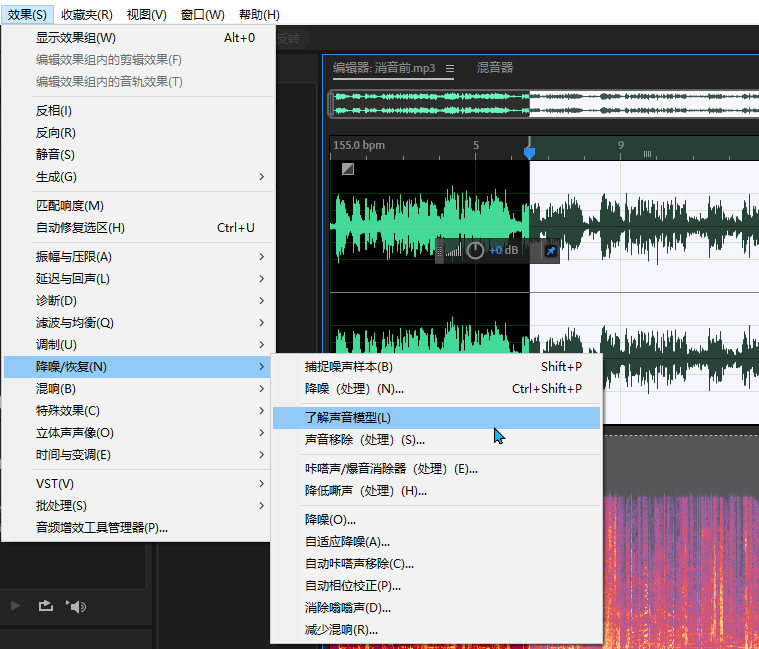 效果(S) 收藏夹(R) 视图(V) 窗口(W) 帮助(H)
显示效果组(W) Alt+0
编辑效果组内的剪辑效果(F)
编辑效果组内的音轨效果(T)
反相(I)
反向(R)
静音(S)
生成(G)
匹配响度(M)
自动修复选区(H) Ctrl+U
振幅与压限(A)
延迟与回声(L)
诊断(D)
滤波与均衡(Q)
调制(U)
降噪/恢复(N)
混响(B)
特殊效果(C)
立体声声像(O)
时间与变调(E)
VST(V)
批处理(S)
音频增效工具管理器(P)...
反转
编辑器: 消音前.mp3
混音器
155.0 bpm 5 9
+0 dB
捕捉噪声样本(B) Shift+P
降噪（处理）(N)... Ctrl+Shift+P
了解声音模型(L)
声音移除（处理）(S)...
咔嗒声/爆音消除器（处理）(E)...
降低嘶声（处理）(H)...
降噪(O)...
自适应降噪(A)...
自动咔嗒声移除(C)...
自动相位校正(P)...
消除嗡嗡声(D)...
减少混响(R)...